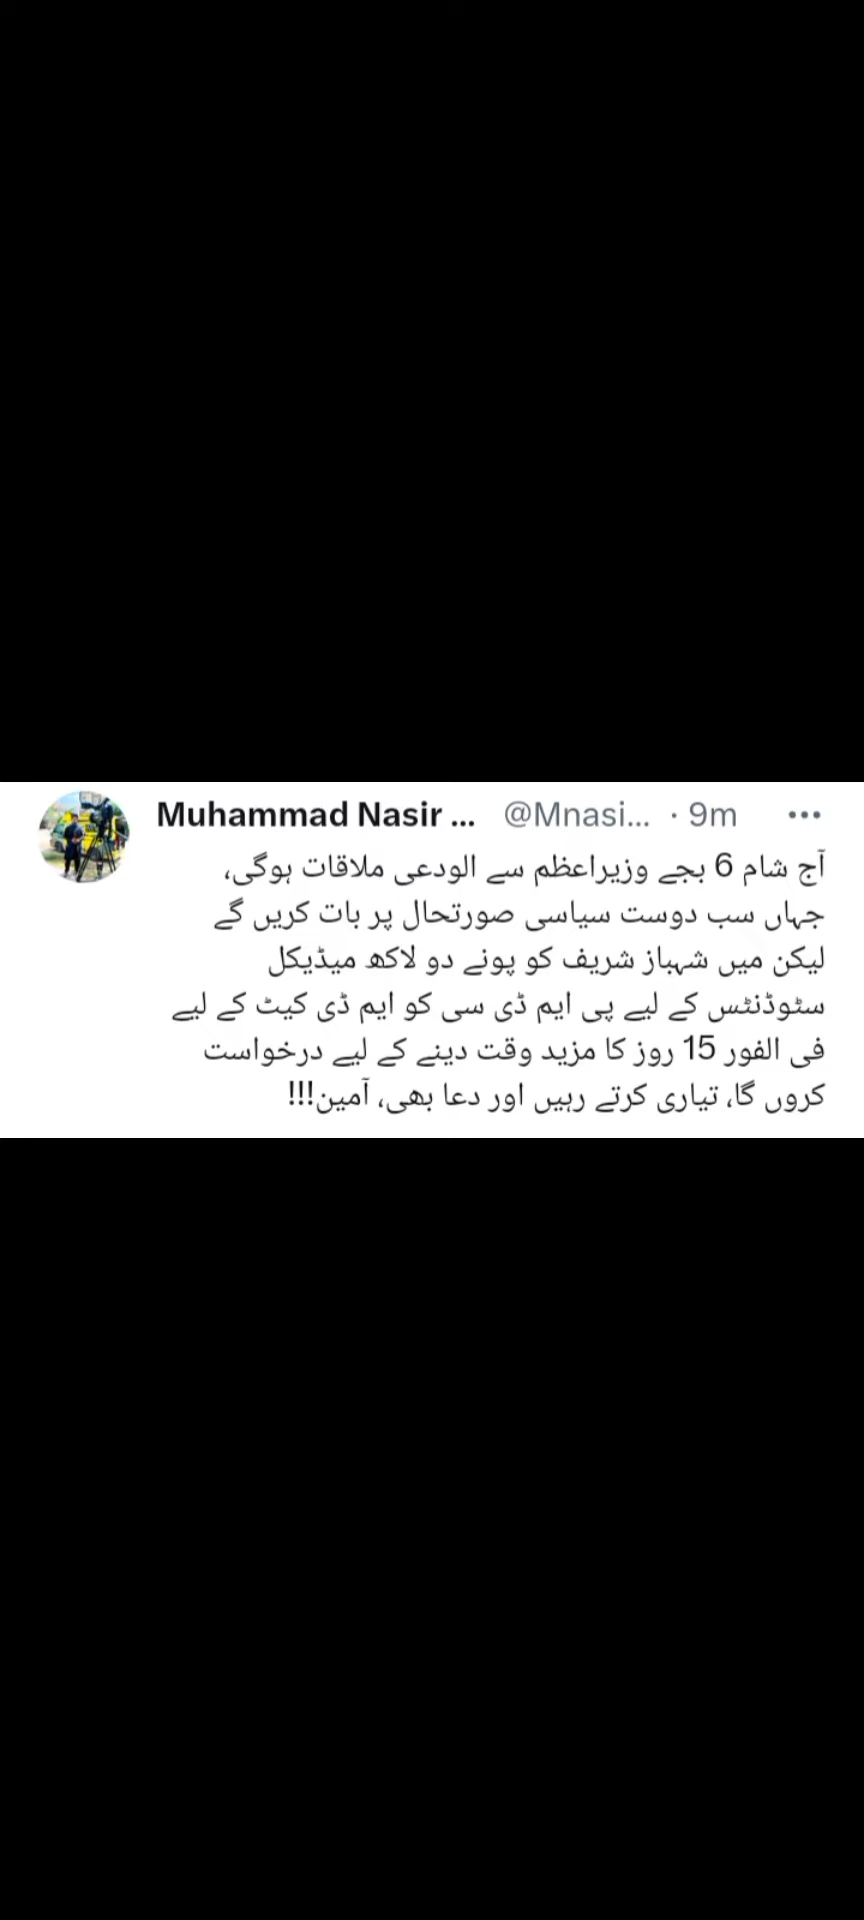 Muhammad Nasir ... @Mnasi... · 9m
آج شام 6 بجے وزیراعظم سے الودعی ملاقات ہوگی،
جہاں سب دوست سیاسی صورتحال پر بات کریں گے
لیکن میں شہباز شریف کو پونے دو لاکھ میڈیکل
سٹوڈنٹس کے لیے پی ایم ڈی سی کو ایم ڈی کیٹ کے لیے
فی الفور 15 روز کا مزید وقت دینے کے لیے درخواست
کروں گا، تیاری کرتے رہیں اور دعا بھی، آمین!!!